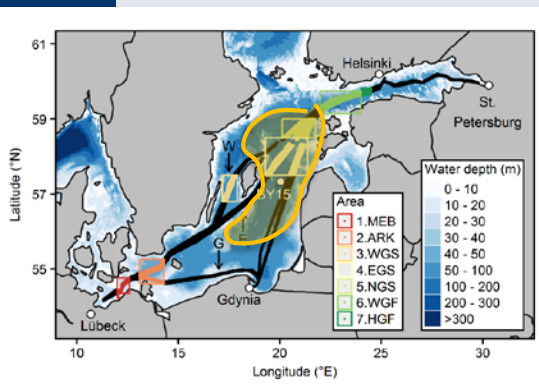 61
59
57
55
Latitude (°N)
10
15
20
25
30
Longitude (°E)
Helsinki
St.
Petersburg
W
BY15
E
G
Gdynia
Lübeck
Area
1.MEB
2.ARK
3.WGS
4.EGS
5.NGS
6.WGF
7.HGF
Water depth (m)
0 - 10
10 - 20
20 - 30
30 - 40
40 - 50
50 - 100
100 - 200
200 - 300
>300